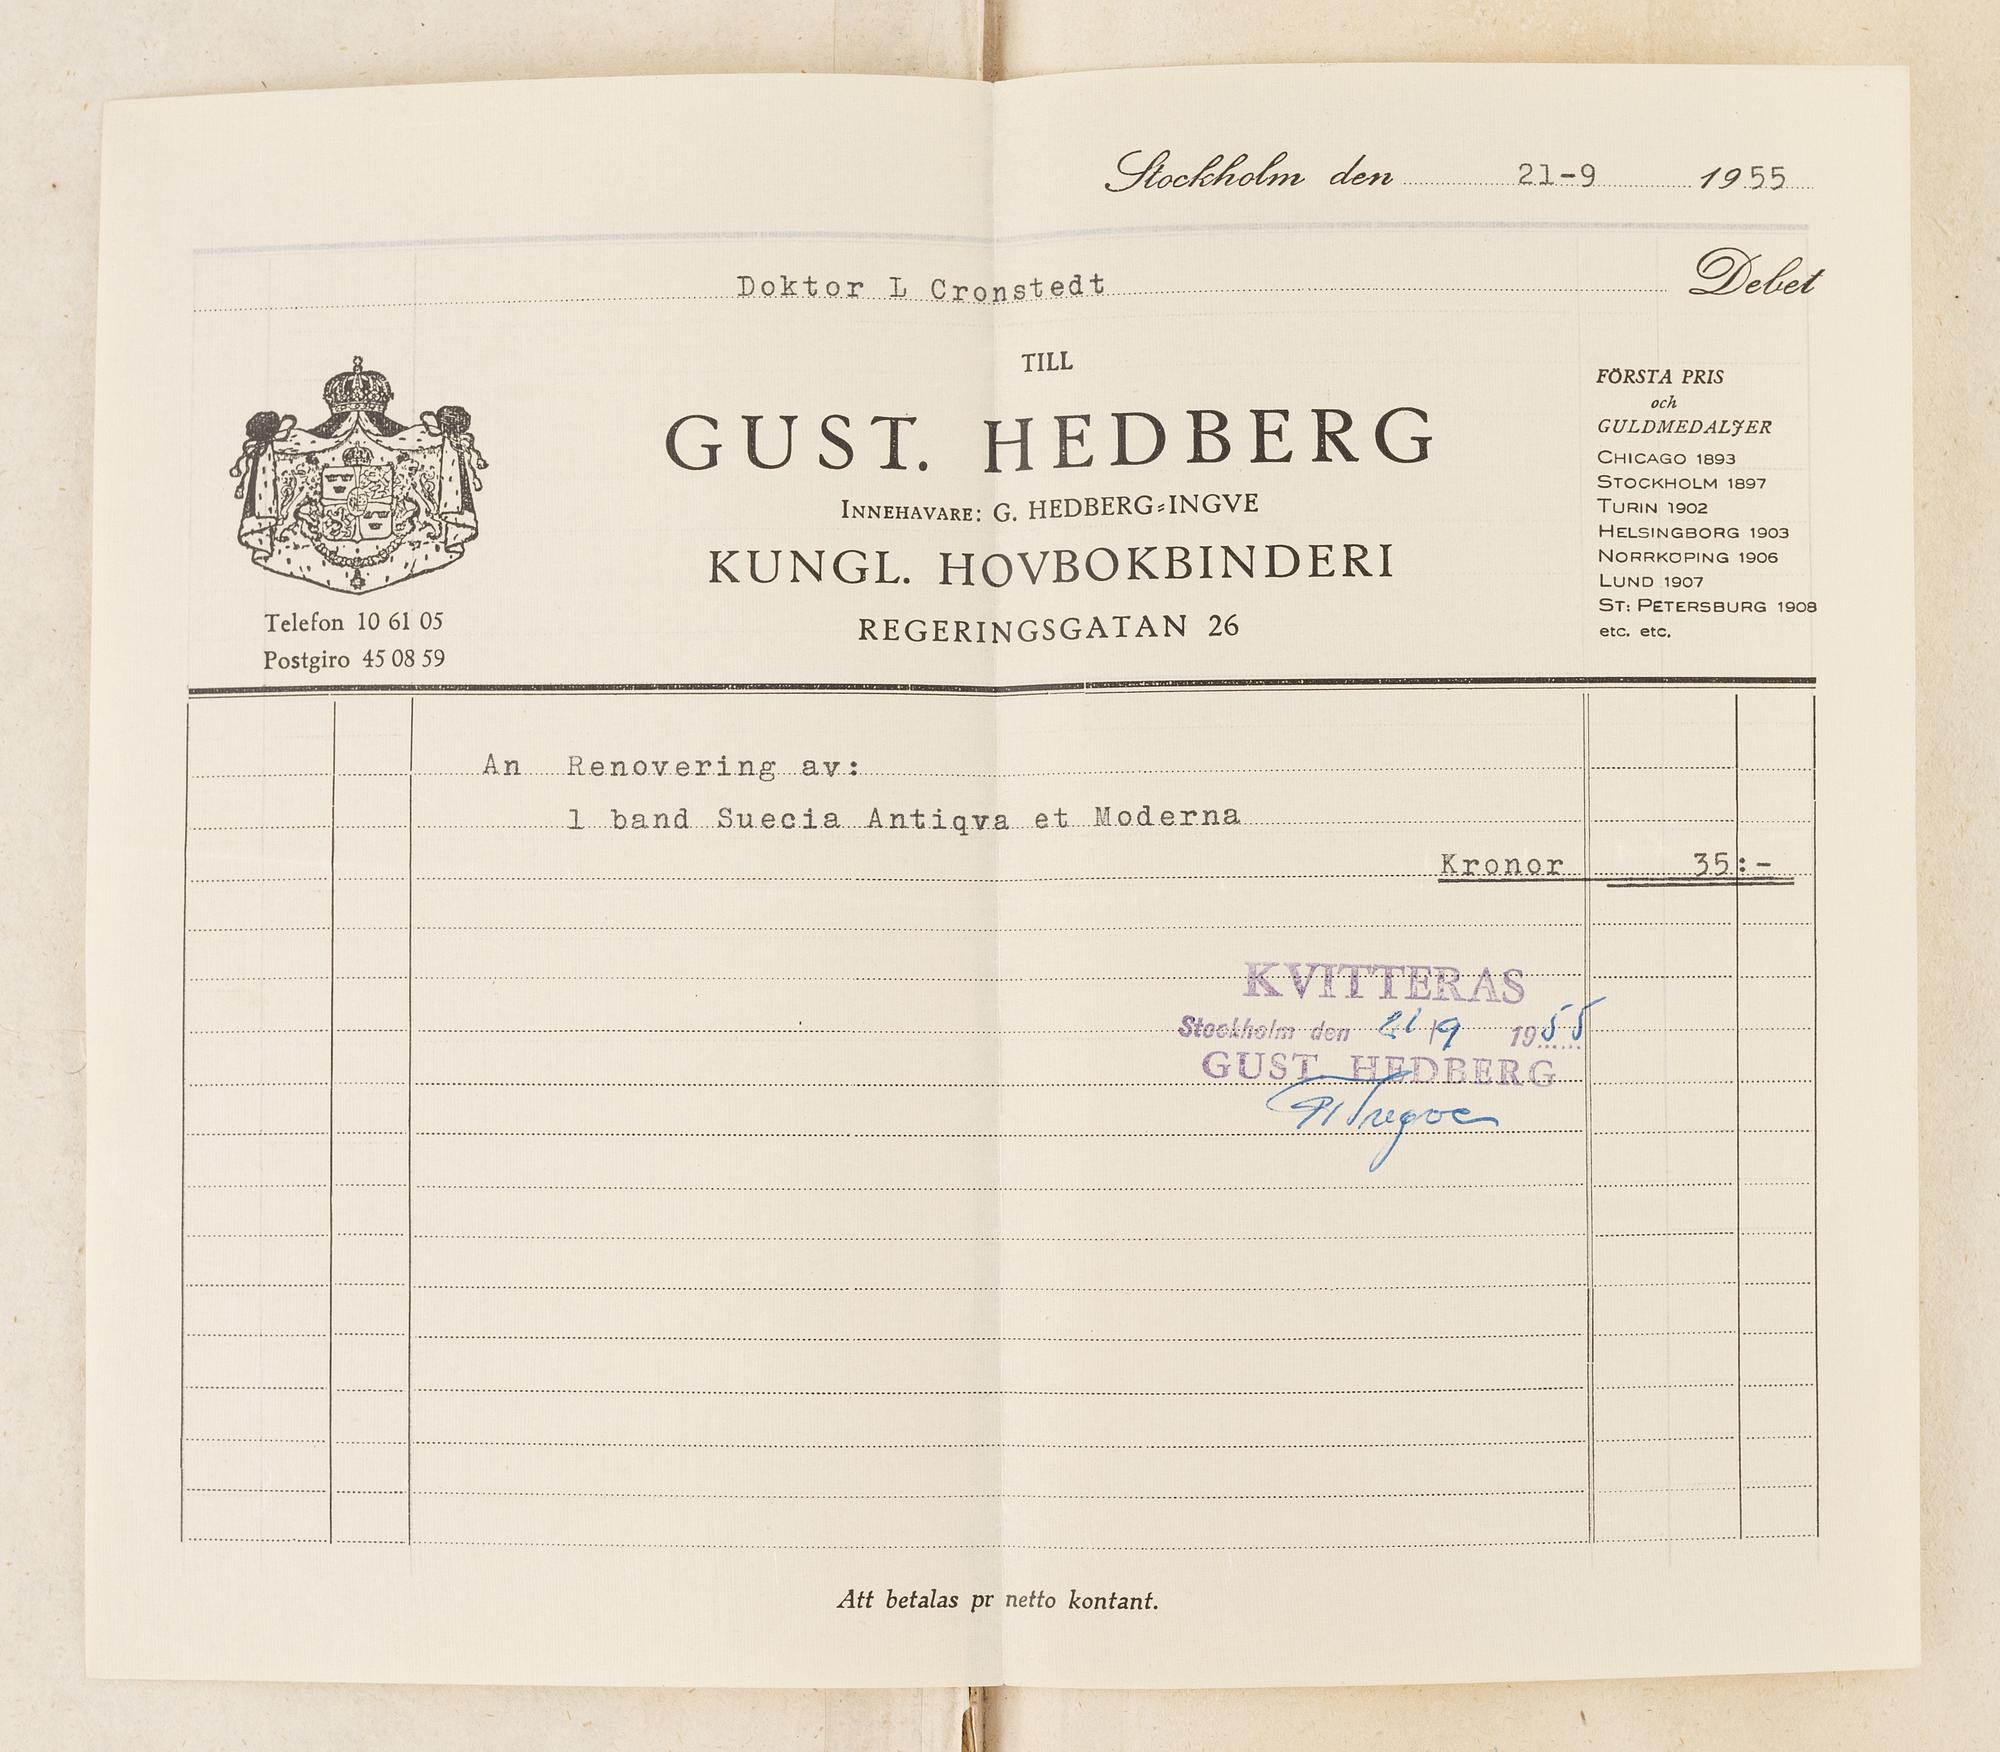 Stockholm den 21-9 1955
Doktor L Cronstedt Debet
TILL
GUST. HEDBERG
INNEHAVARE: G. HEDBERG-INGVE
KUNGL. HOVBOKBINDERI
REGERINGSGATAN 26
Telefon 10 61 05
Postgiro 45 08 59
FÖRSTA PRIS
och
GULDMEDALJER
CHICAGO 1893
STOCKHOLM 1897
TURIN 1902
HELSINGBORG 1903
NORRKÖPING 1906
LUND 1907
ST: PETERSBURG 1908
etc. etc.
An Renovering av:
1 band Suecia Antiqva et Moderna
Kronor 35:-
KVITTERAS
Stockholm den 21/9 1955
GUST HEDBERG
Att betalas pr netto kontant.